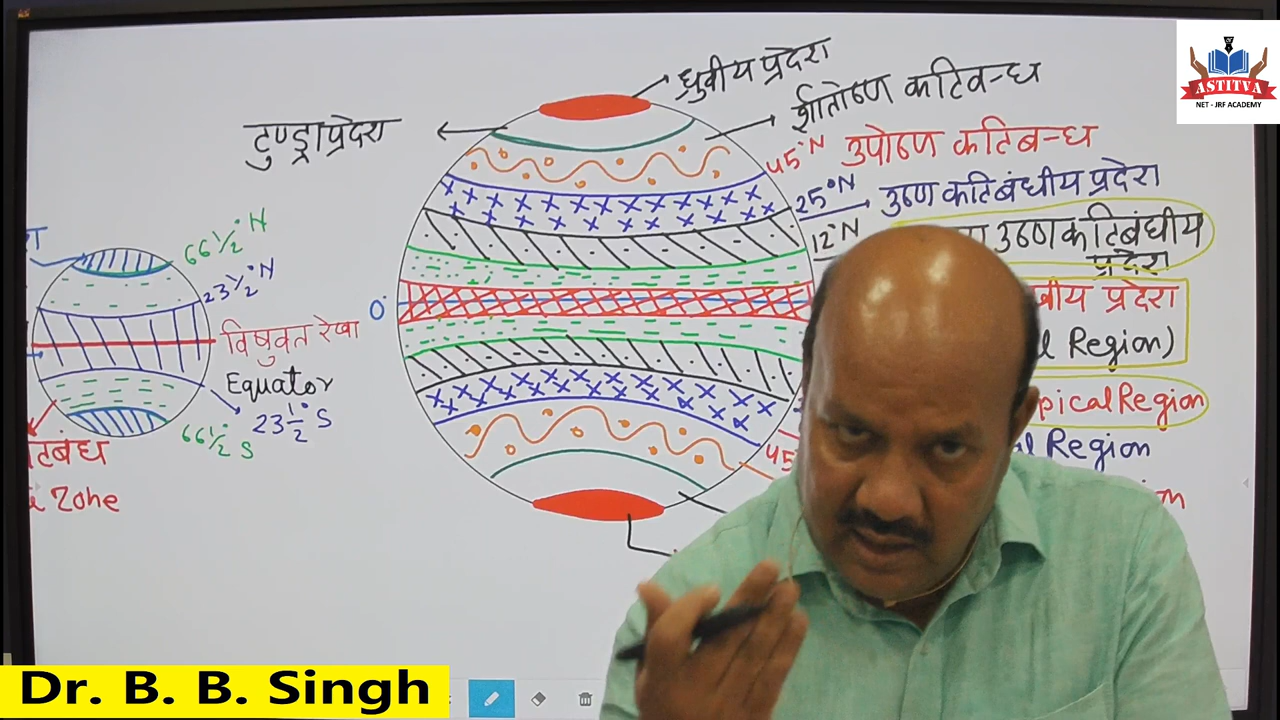 ASTITVA
NET - JRF ACADEMY
ध्रुवीय प्रदेश
शीतोष्ण कटिबन्ध
टुण्ड्रा प्रदेश
45°N उपोष्ण कटिबन्ध
25°N उष्ण कटिबंधीय प्रदेश
12°N
उष्ण कटिबंधीय
प्रदेश
66½°N
23½°N
0°
प्रदेश
विषुवत रेखा
Region)
Equator
pical Region
23½°S
66½°S
Region
45
टिबंध
Zone
Dr. B. B. Singh